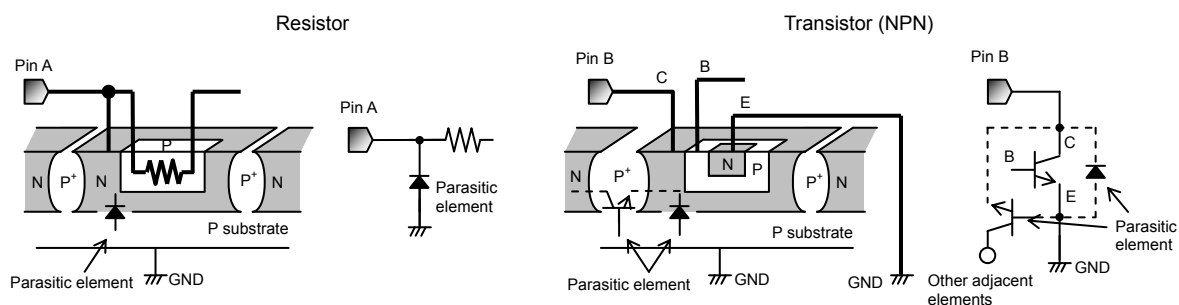 Resistor
Transistor (NPN)
Pin A
P
N
P+
N
P+
N
P substrate
Parasitic element
GND
Pin A
Parasitic
element
Pin B
C
B
E
N
P+
N
N
P
P+
N
P substrate
Parasitic element
GND
GND
Pin B
C
B
E
Parasitic
element
GND
Other adjacent
elements